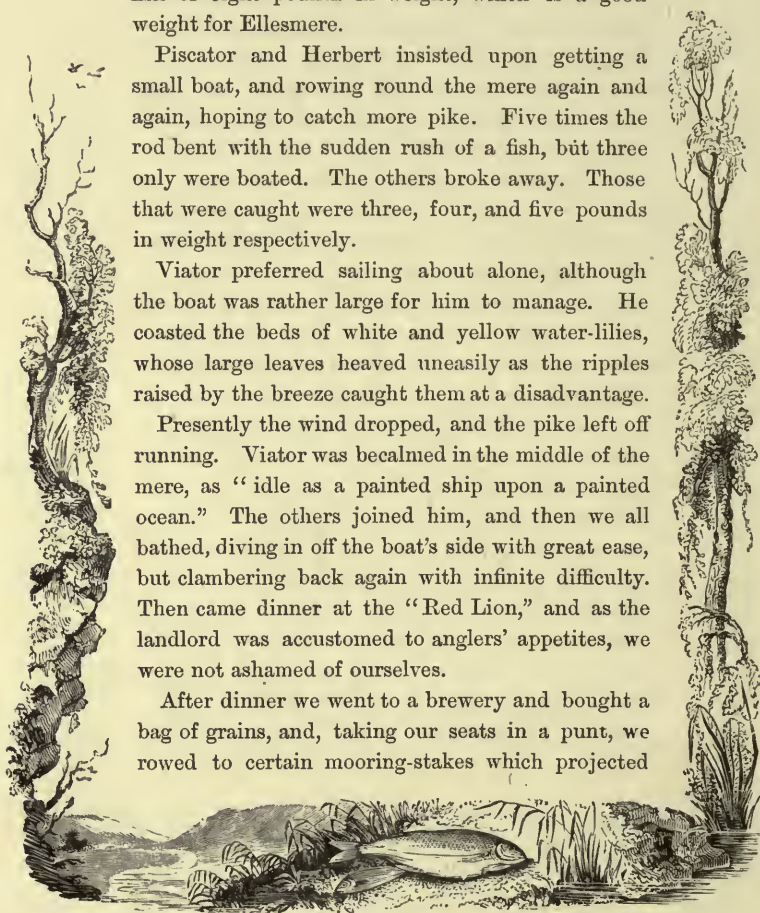 of eight pounds in weight, which is a good
weight for Ellesmere.
Piscator and Herbert insisted upon getting a
small boat, and rowing round the mere again and
again, hoping to catch more pike. Five times the
rod bent with the sudden rush of a fish, but three
only were boated. The others broke away. Those
that were caught were three, four, and five pounds
in weight respectively.
Viator preferred sailing about alone, although
the boat was rather large for him to manage. He
coasted the beds of white and yellow water-lilies,
whose large leaves heaved uneasily as the ripples
raised by the breeze caught them at a disadvantage.
Presently the wind dropped, and the pike left off
running. Viator was becalmed in the middle of the
mere, as “ idle as a painted ship upon a painted
ocean.” The others joined him, and then we all
bathed, diving in off the boat’s side with great ease,
but clambering back again with infinite difficulty.
Then came dinner at the “Red Lion,” and as the
landlord was accustomed to anglers’ appetites, we
were not ashamed of ourselves.
After dinner we went to a brewery and bought a
bag of grains, and, taking our seats in a punt, we
rowed to certain mooring-stakes which projected